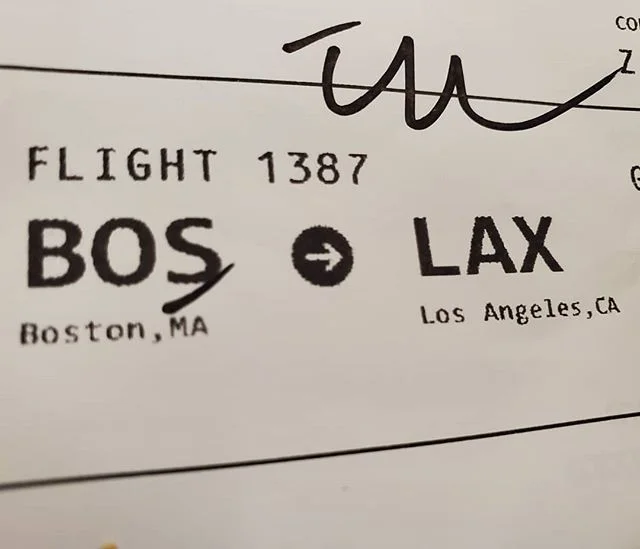 FLIGHT 1387
BOS → LAX
Boston,MA Los Angeles,CA